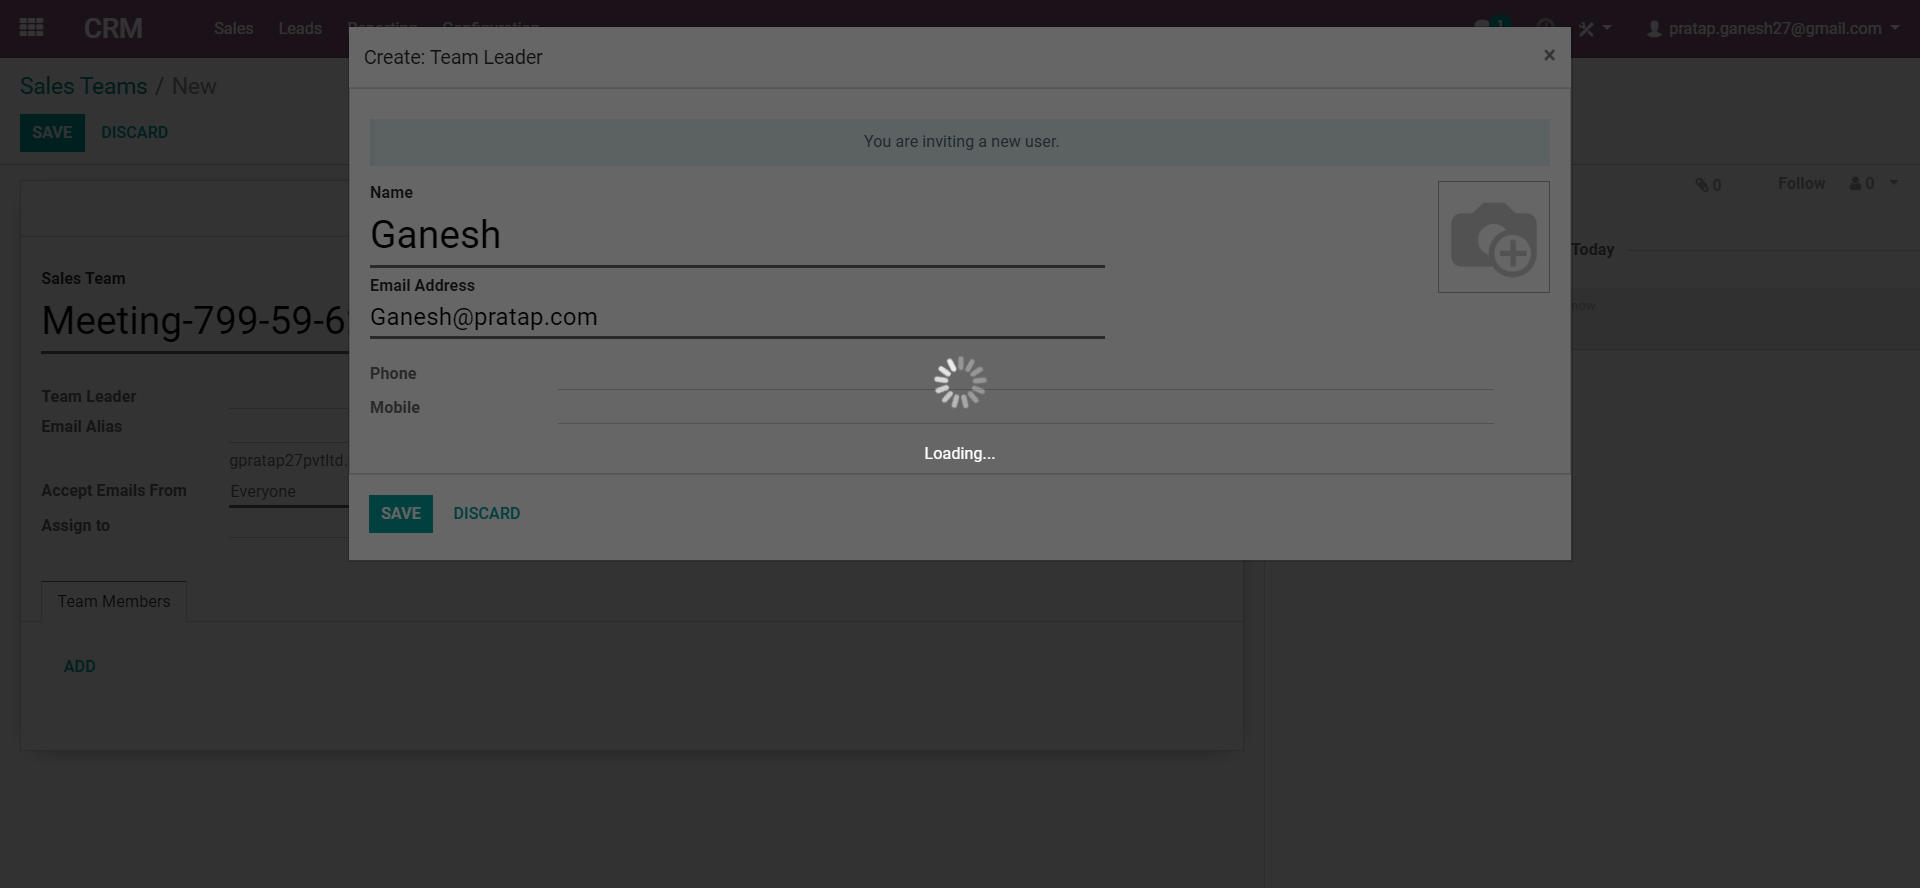 CRM Sales Leads Reporting Configuration 1 pratap.ganesh27@gmail.com
Create: Team Leader ×
Sales Teams / New
SAVE DISCARD
You are inviting a new user.
Name
Ganesh
Email Address
Ganesh@pratap.com
Phone
Mobile
Loading...
SAVE DISCARD
0 Follow 0
Today
now
Sales Team
Meeting-799-59-6
Team Leader
Email Alias
gpratap27pvtltd.
Accept Emails From Everyone
Assign to
Team Members
ADD